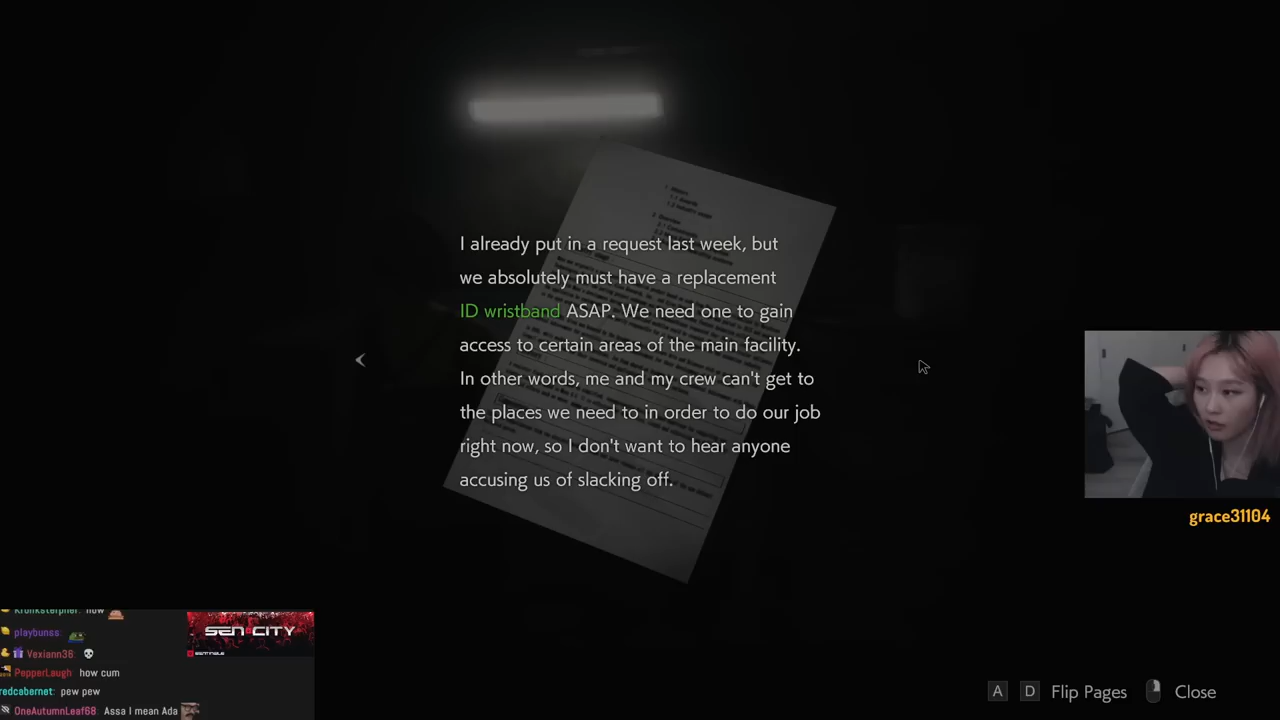 I already put in a request last week, but
we absolutely must have a replacement
ID wristband ASAP. We need one to gain
access to certain areas of the main facility.
In other words, me and my crew can't get to
the places we need to in order to do our job
right now, so I don't want to hear anyone
accusing us of slacking off.
grace31104
SEN CITY
SENTINELS
playbunss:
Vexiann36
PepperLaugh: how cum
redcabernet: pew pew
OneAutumnLeaf68 Assa I mean Ada
A D Flip Pages Close